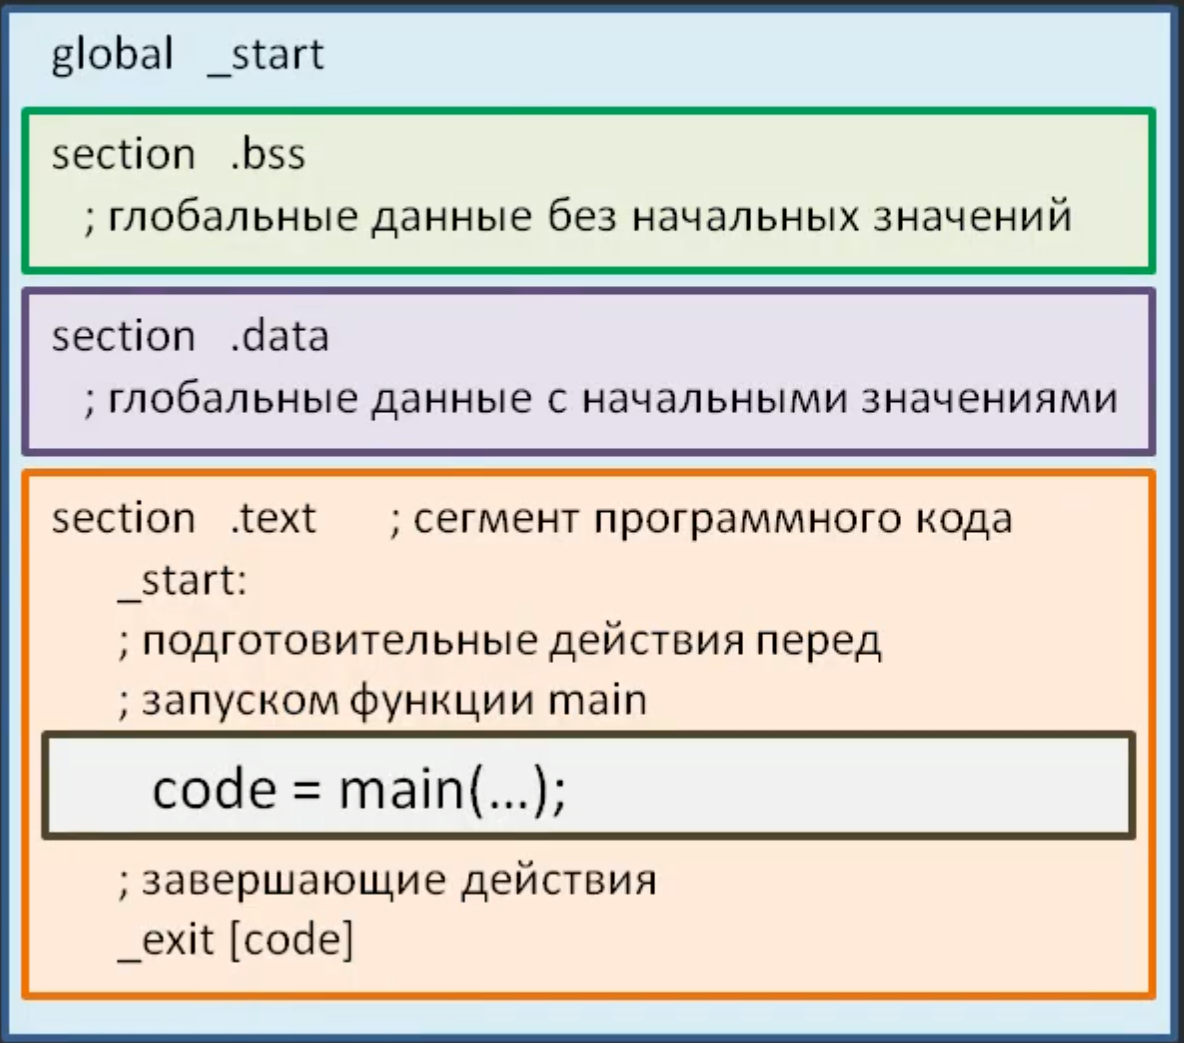 global _start
section .bss
; глобальные данные без начальных значений
section .data
; глобальные данные с начальными значениями
section .text ; сегмент программного кода
_start:
; подготовительные действия перед
; запуском функции main
code = main(...);
; завершающие действия
_exit [code]